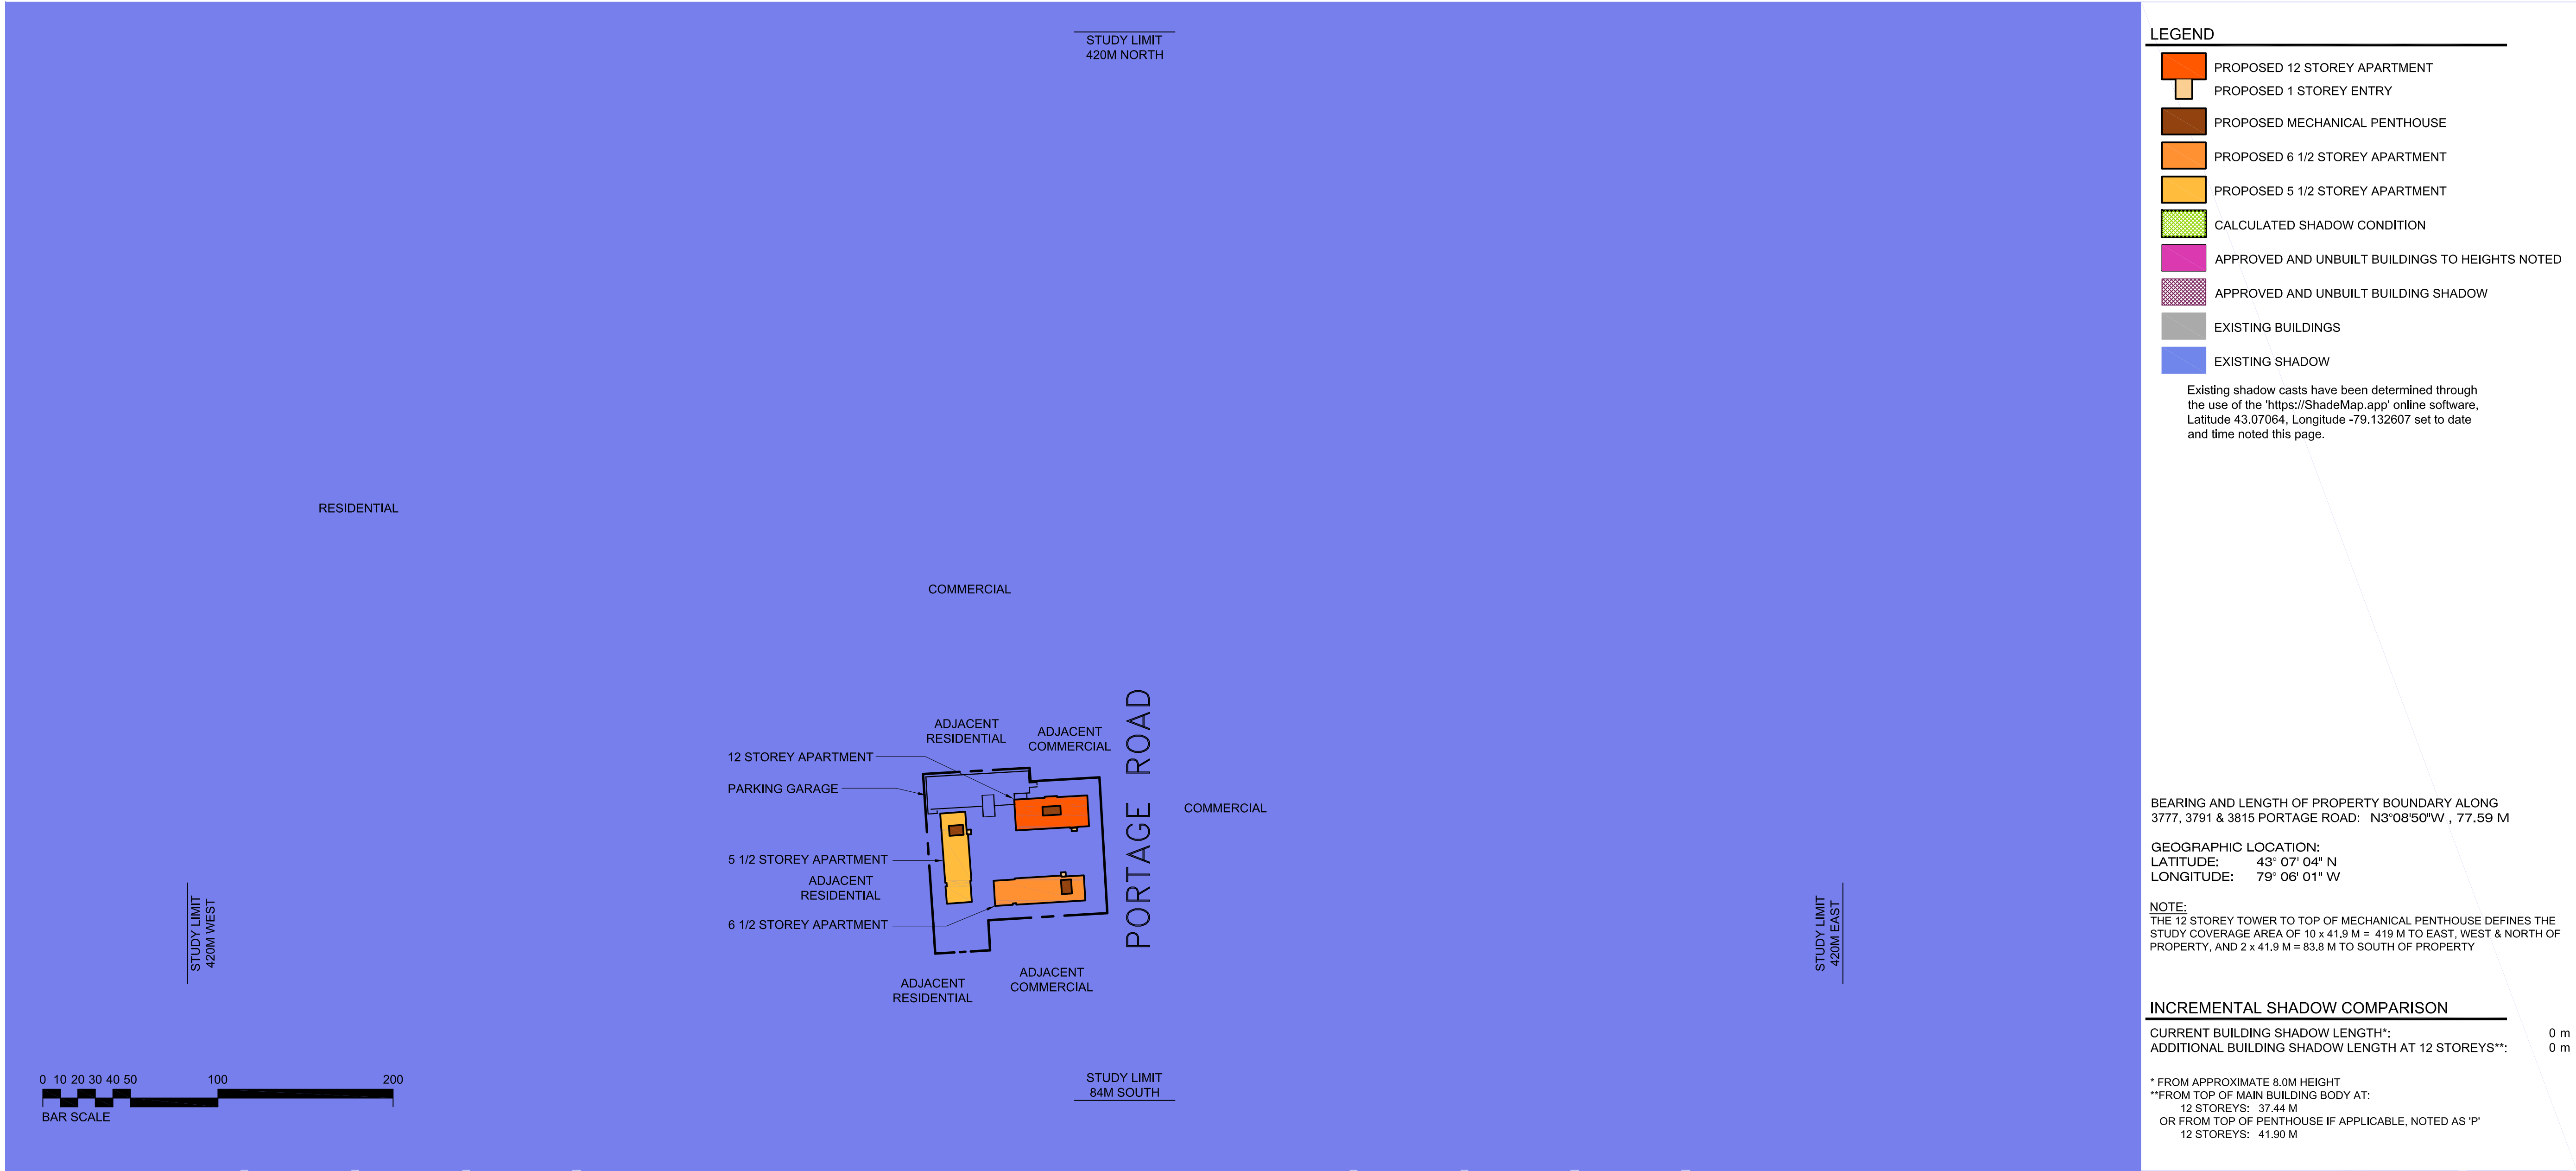 STUDY LIMIT
420M NORTH
RESIDENTIAL
COMMERCIAL
PORTAGE ROAD
ADJACENT
RESIDENTIAL
ADJACENT
COMMERCIAL
12 STOREY APARTMENT
PARKING GARAGE
COMMERCIAL
5 1/2 STOREY APARTMENT
ADJACENT
RESIDENTIAL
6 1/2 STOREY APARTMENT
STUDY LIMIT
420M WEST
STUDY LIMIT
420M EAST
ADJACENT
RESIDENTIAL
ADJACENT
COMMERCIAL
STUDY LIMIT
84M SOUTH
0 10 20 30 40 50 100 200
BAR SCALE
LEGEND
PROPOSED 12 STOREY APARTMENT
PROPOSED 1 STOREY ENTRY
PROPOSED MECHANICAL PENTHOUSE
PROPOSED 6 1/2 STOREY APARTMENT
PROPOSED 5 1/2 STOREY APARTMENT
CALCULATED SHADOW CONDITION
APPROVED AND UNBUILT BUILDINGS TO HEIGHTS NOTED
APPROVED AND UNBUILT BUILDING SHADOW
EXISTING BUILDINGS
EXISTING SHADOW
Existing shadow casts have been determined through
the use of the 'https://ShadeMap.app' online software,
Latitude 43.07064, Longitude -79.132607 set to date
and time noted this page.
BEARING AND LENGTH OF PROPERTY BOUNDARY ALONG
3777, 3791 & 3815 PORTAGE ROAD: N3°08'50"W , 77.59 M
GEOGRAPHIC LOCATION:
LATITUDE: 43° 07' 04" N
LONGITUDE: 79° 06' 01" W
NOTE:
THE 12 STOREY TOWER TO TOP OF MECHANICAL PENTHOUSE DEFINES THE
STUDY COVERAGE AREA OF 10 x 41.9 M = 419 M TO EAST, WEST & NORTH OF
PROPERTY, AND 2 x 41.9 M = 83.8 M TO SOUTH OF PROPERTY
INCREMENTAL SHADOW COMPARISON
CURRENT BUILDING SHADOW LENGTH*: 0 m
ADDITIONAL BUILDING SHADOW LENGTH AT 12 STOREYS**: 0 m
* FROM APPROXIMATE 8.0M HEIGHT
**FROM TOP OF MAIN BUILDING BODY AT:
12 STOREYS: 37.44 M
OR FROM TOP OF PENTHOUSE IF APPLICABLE, NOTED AS 'P'
12 STOREYS: 41.90 M